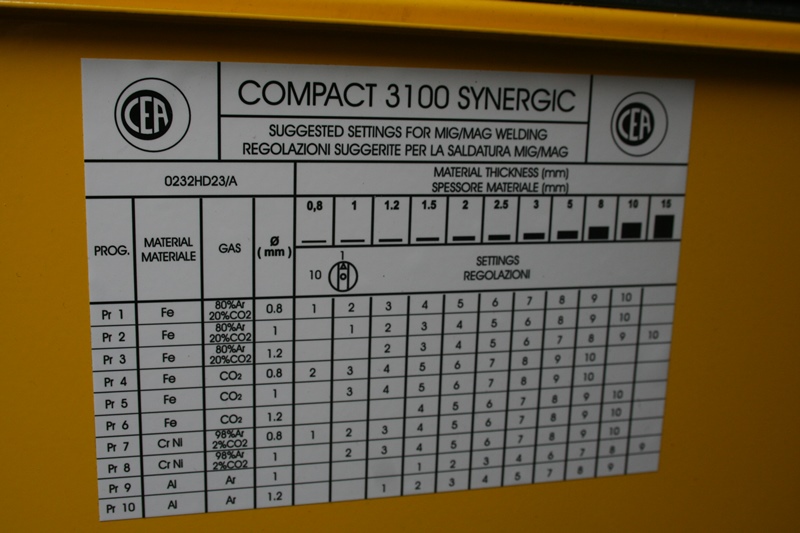 CEA
COMPACT 3100 SYNERGIC
SUGGESTED SETTINGS FOR MIG/MAG WELDING
REGOLAZIONI SUGGERITE PER LA SALDATURA MIG/MAG
CEA
0232HD23/A
MATERIAL THICKNESS (mm)
SPESSORE MATERIALE (mm)
PROG.
MATERIAL
MATERIALE
GAS
Ø
(mm)
0,8 1 1.2 1.5 2 2.5 3 5 8 10 15
1
10
SETTINGS
REGOLAZIONI
Pr 1 Fe 80%Ar 20%CO2 0.8 1 2 3 4 5 6 7 8 9 10
Pr 2 Fe 80%Ar 20%CO2 1 1 2 3 4 5 6 10
Pr 3 Fe 80%Ar 20%CO2 1.2 2 3 4 5 6 7 8 9 10
Pr 4 Fe CO2 0.8 2 3 4 5 6 7 8 9 10
Pr 5 Fe CO2 1 3 4 5 6 7 8 9 10
Pr 6 Fe CO2 1.2 4 5 6 7 8 9 10
Pr 7 Cr Ni 98%Ar 2%CO2 0.8 1 2 3 4 5 6 7 8 9 10
Pr 8 Cr Ni 98%Ar 2%CO2 1 2 3 4 5 6 7 8 9 10
Pr 9 Al Ar 1 1 2 3 4 6 7 8 9
Pr 10 Al Ar 1.2 1 2 3 4 5